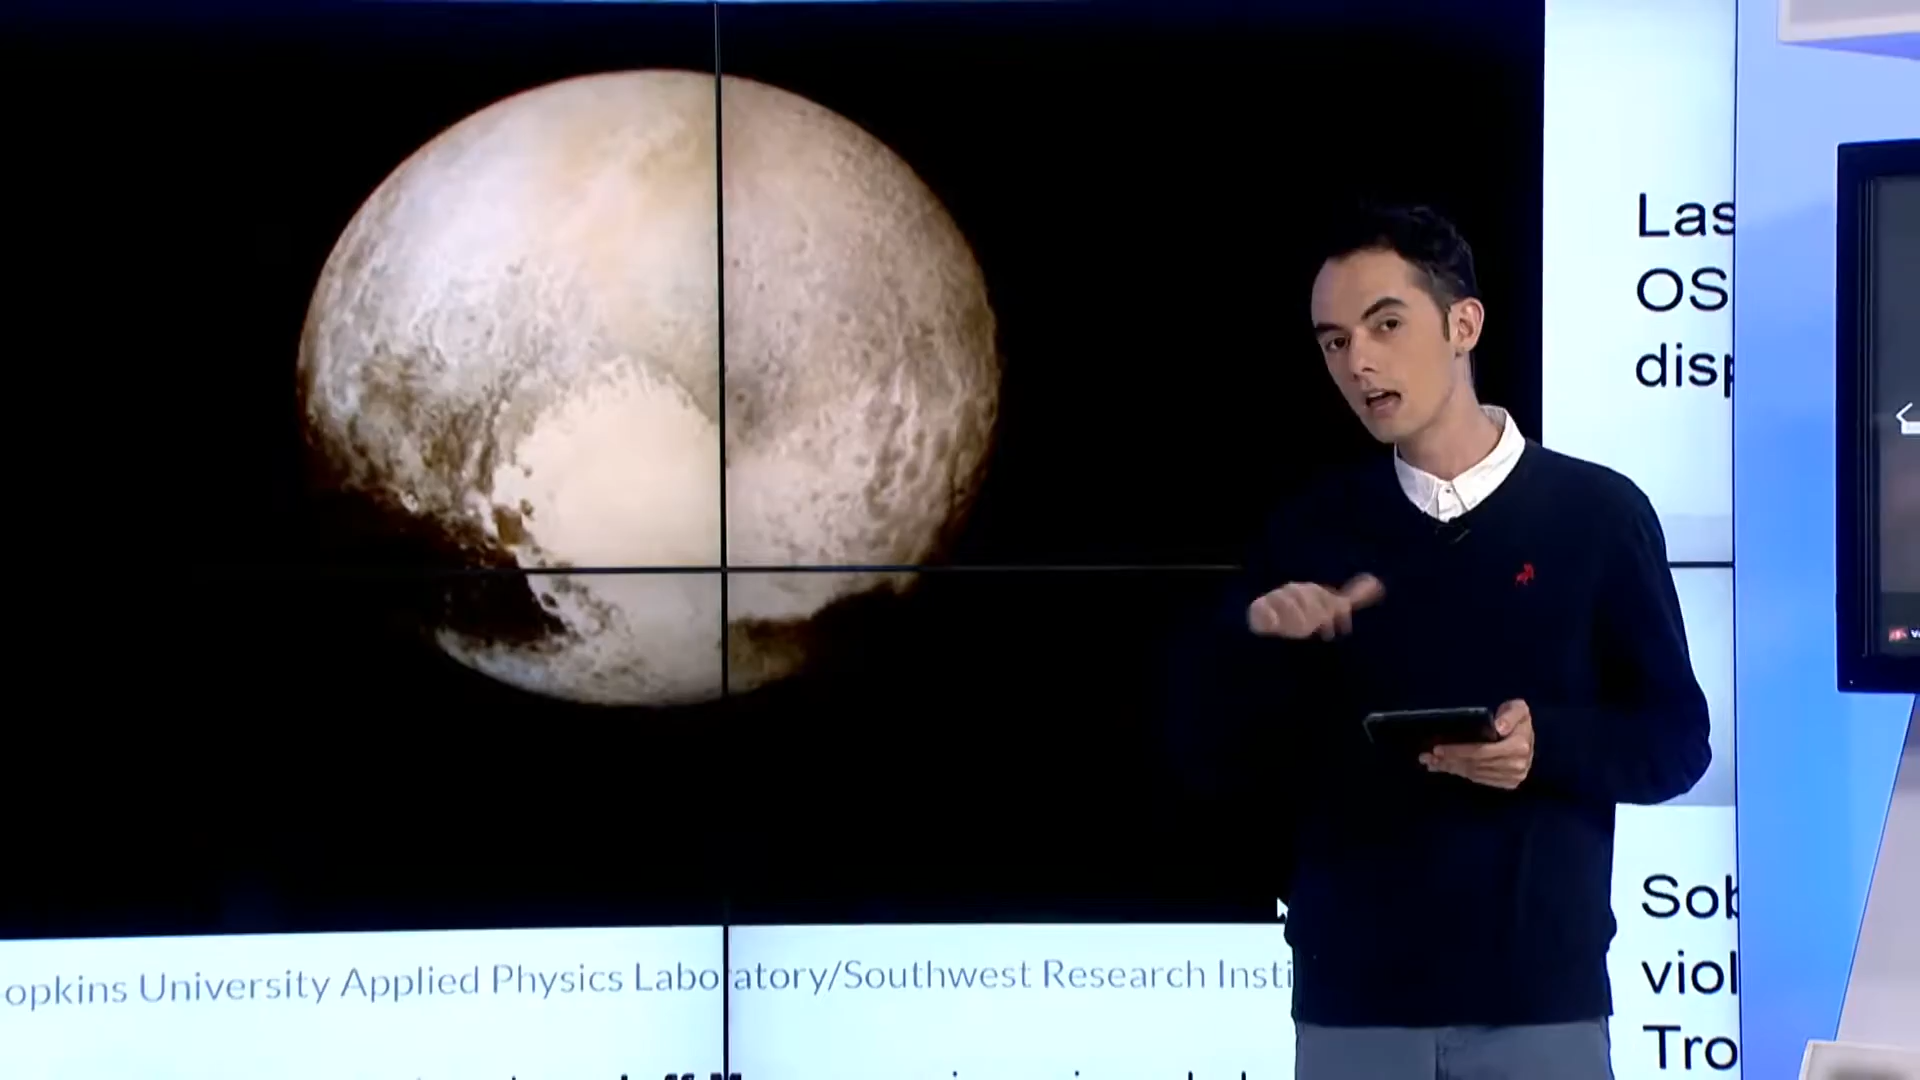 Las
OS
disp
opkins University Applied Physics Laboratory/Southwest Research Insti
Sob
viol
Tro